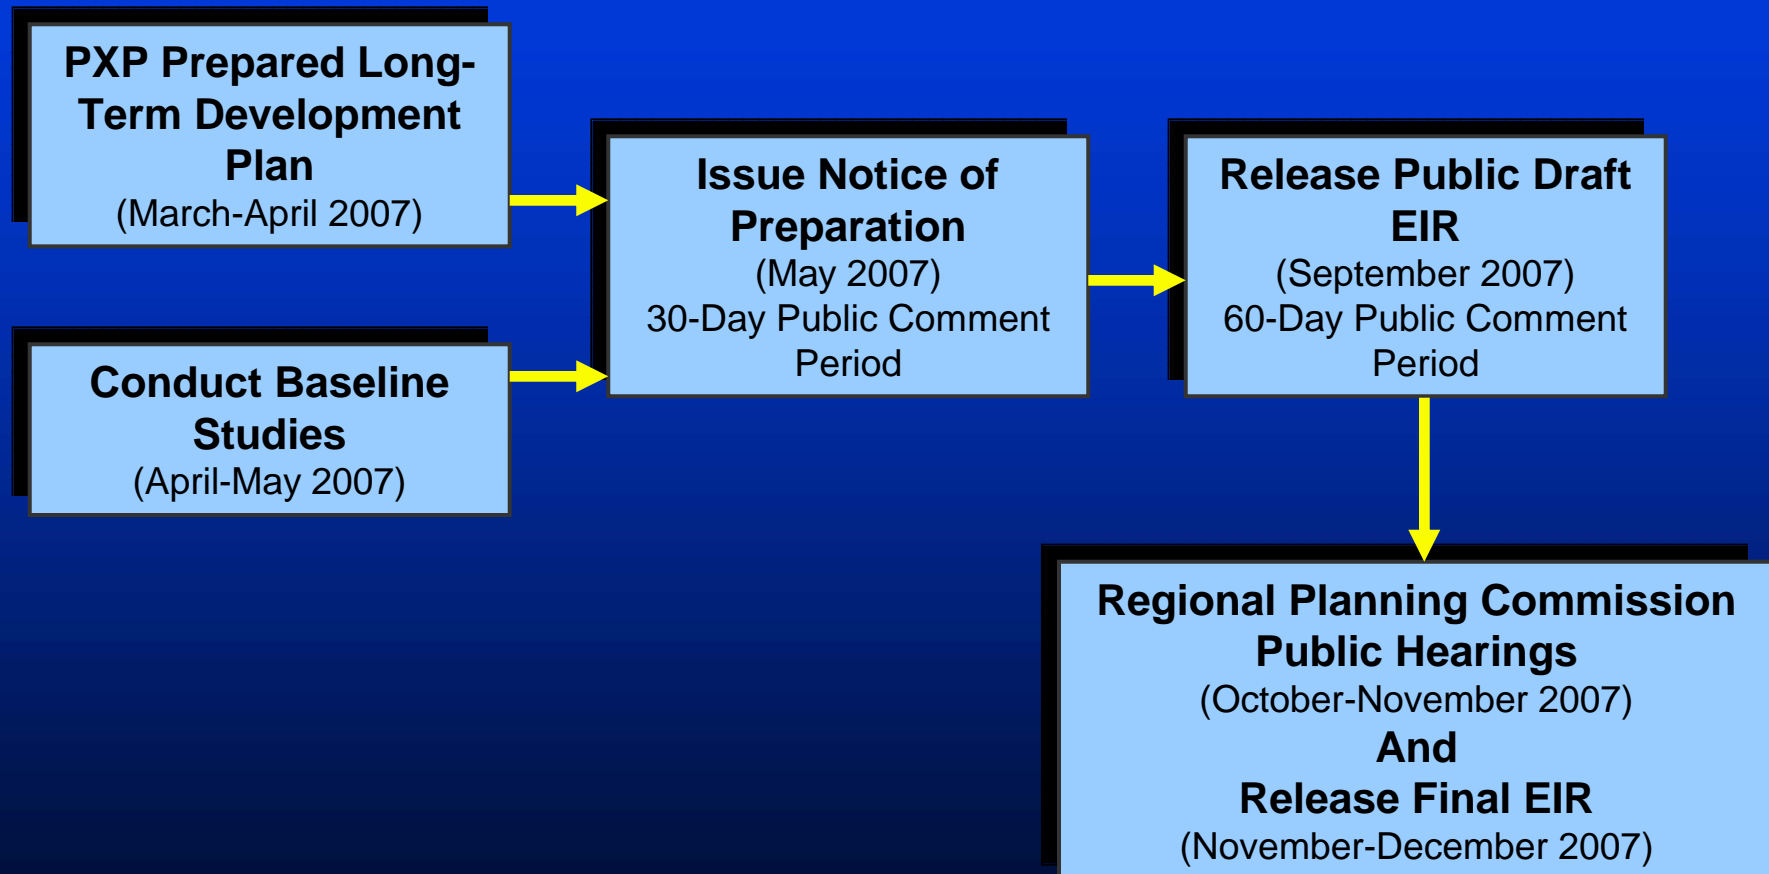 PXP Prepared Long-
Term Development
Plan
(March-April 2007)
Conduct Baseline
Studies
(April-May 2007)
Issue Notice of
Preparation
(May 2007)
30-Day Public Comment
Period
Release Public Draft
EIR
(September 2007)
60-Day Public Comment
Period
Regional Planning Commission
Public Hearings
(October-November 2007)
And
Release Final EIR
(November-December 2007)